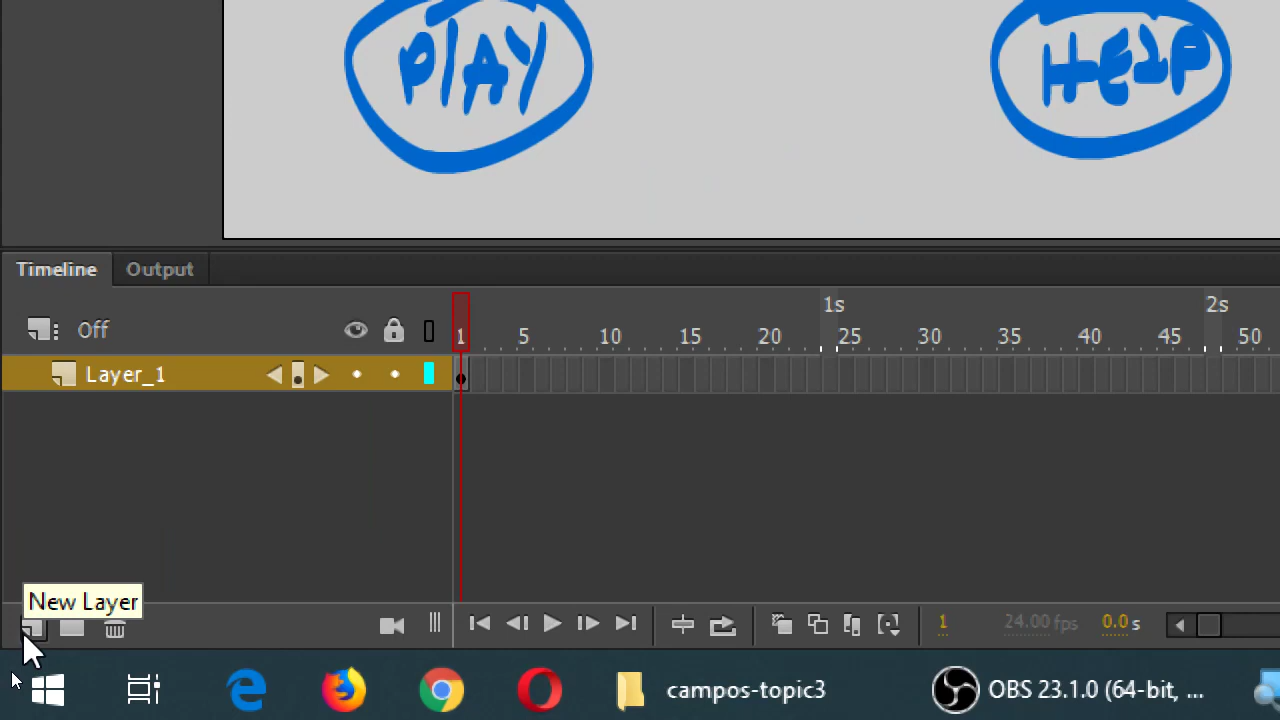 PlAY
HElP
Timeline Output
1s 2s
Off 1 5 10 15 20 25 30 35 40 45 50
Layer_1
New Layer
1 24.00 fps 0.0 s
campos-topic3 OBS 23.1.0 (64-bit, ...